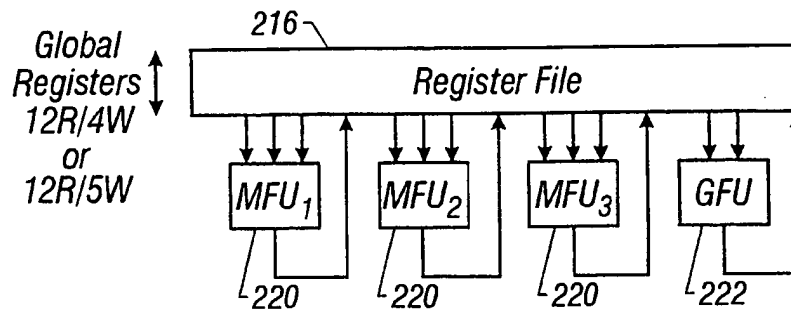 216
Global
Registers
12R/4W
or
12R/5W
Register File
MFU1
MFU2
MFU3
GFU
220
220
220
222